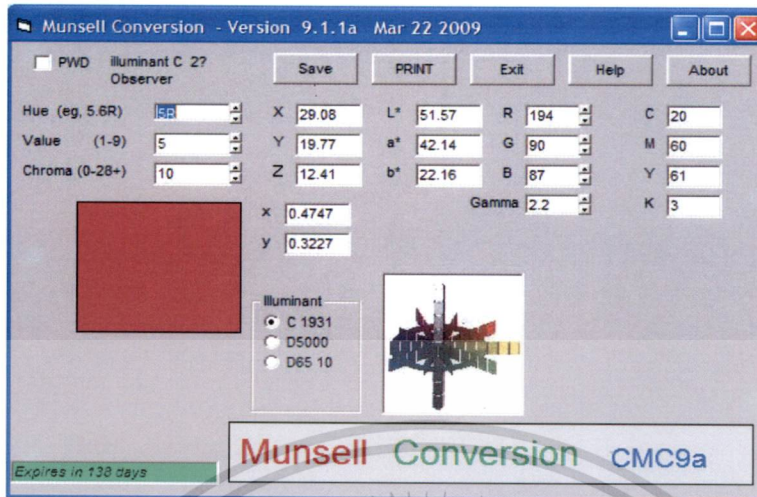 Munsell Conversion - Version 9.1.1a Mar 22 2009
PWD illuminant C 2?
Observer
Save PRINT Exit Help About
Hue (eg, 5.6R) 5R X 29.08 L* 51.57 R 194 C 20
Value (1-9) 5 Y 19.77 a* 42.14 G 90 M 60
Chroma (0-28+) 10 Z 12.41 b* 22.16 B 87 Y 61
x 0.4747 Gamma 2.2 K 3
y 0.3227
Illuminant
C 1931
D5000
D65 10
Munsell Conversion CMC9a
Expires in 138 days